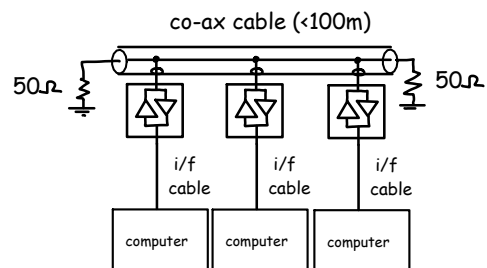 co-ax cable (<100m)
50Ω
50Ω
i/f
cable
i/f
cable
i/f
cable
computer
computer
computer